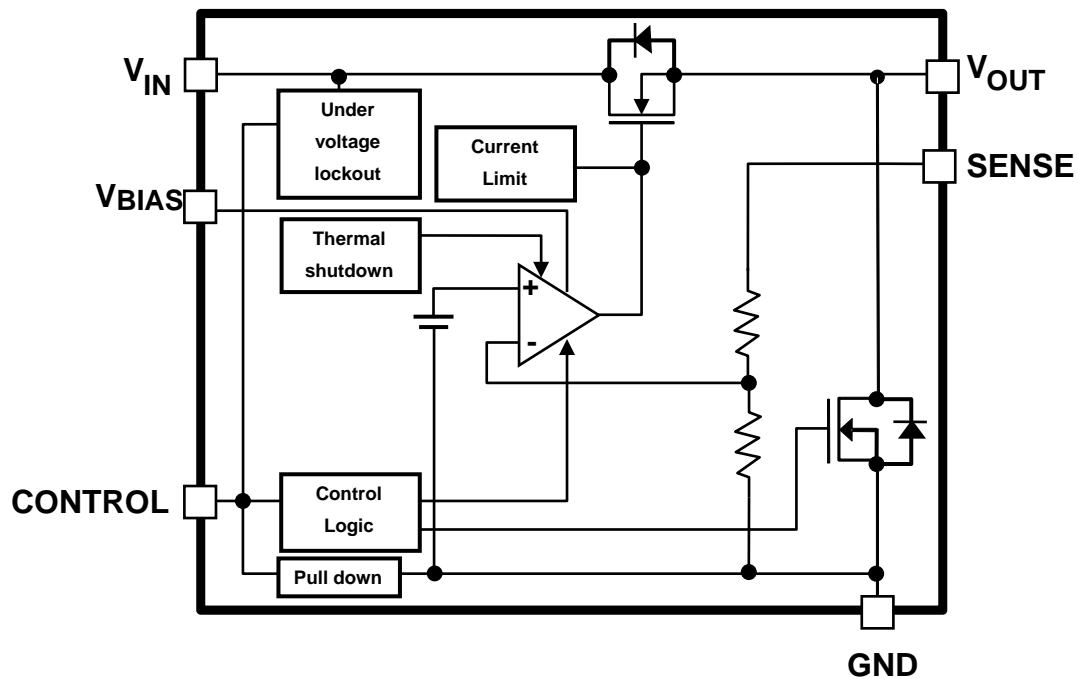 VIN
Under
voltage
lockout
Current
Limit
VOUT
SENSE
VBIAS
Thermal
shutdown
+
-
CONTROL
Control
Logic
Pull down
GND